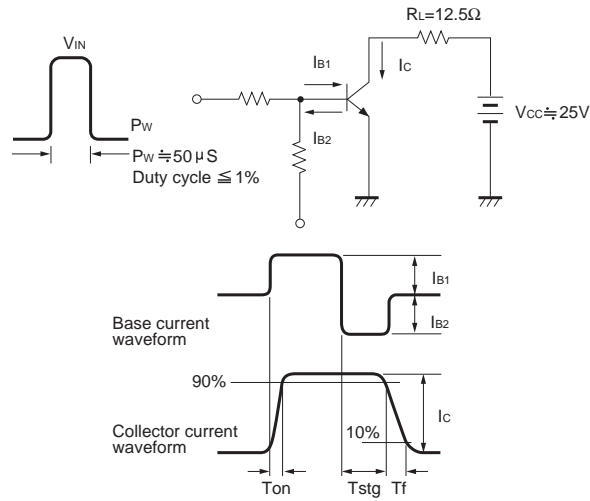 RL=12.5Ω
VIN
IB1
IC
PW
IB2
VCC≒25V
PW≒50μS
Duty cycle ≦ 1%
IB1
Base current
waveform
IB2
90%
Collector current
waveform
10%
IC
Ton
Tstg
Tf